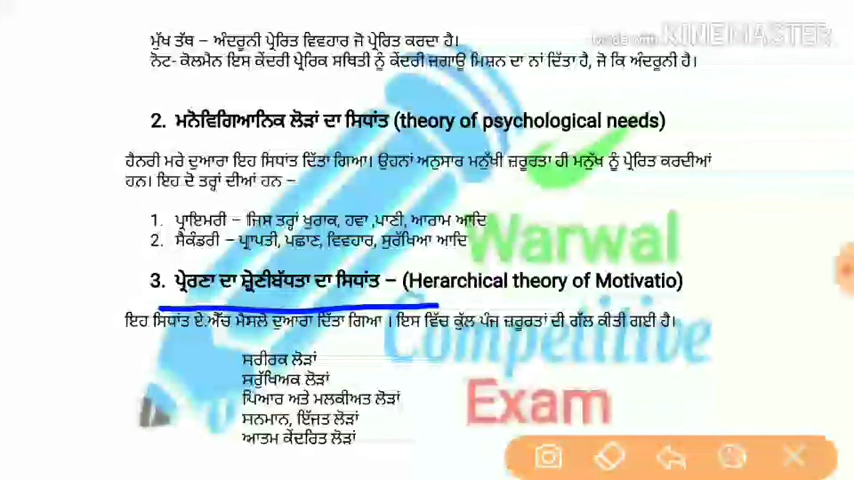 ਮੁੱਖ ਤੱਥ – ਅੰਦਰੂਨੀ ਪ੍ਰੇਰਿਤ ਵਿਵਹਾਰ ਜੋ ਪ੍ਰੇਰਿਤ ਕਰਦਾ ਹੈ।
Made with KINEMASTER
ਨੋਟ- ਕੋਲਮੈਨ ਇਸ ਕੇਂਦਰੀ ਪ੍ਰੇਰਿਕ ਸਥਿਤੀ ਨੂੰ ਕੇਂਦਰੀ ਜਗਾਊ ਮਿਸ਼ਨ ਦਾ ਨਾਂ ਦਿੱਤਾ ਹੈ, ਜੋ ਕਿ ਅੰਦਰੂਨੀ ਹੈ।
2. ਮਨੋਵਿਗਿਆਨਿਕ ਲੋੜਾਂ ਦਾ ਸਿਧਾਂਤ (theory of psychological needs)
ਹੈਨਰੀ ਮਰੇ ਦੁਆਰਾ ਇਹ ਸਿਧਾਂਤ ਦਿੱਤਾ ਗਿਆ। ਉਹਨਾਂ ਅਨੁਸਾਰ ਮਨੁੱਖੀ ਜ਼ਰੂਰਤਾ ਹੀ ਮਨੁੱਖ ਨੂੰ ਪ੍ਰੇਰਿਤ ਕਰਦੀਆਂ
ਹਨ। ਇਹ ਦੋ ਤਰ੍ਹਾਂ ਦੀਆਂ ਹਨ –
1. ਪ੍ਰਾਇਮਰੀ – ਜਿਸ ਤਰ੍ਹਾਂ ਖੁਰਾਕ, ਹਵਾ ,ਪਾਣੀ, ਆਰਾਮ ਆਦਿ
2. ਸੈਕੰਡਰੀ – ਪ੍ਰਾਪਤੀ, ਪਛਾਣ, ਵਿਵਹਾਰ, ਸੁਰੱਖਿਆ ਆਦਿ
Warwal
3. ਪ੍ਰੇਰਣਾ ਦਾ ਸ਼੍ਰੇਣੀਬੱਧਤਾ ਦਾ ਸਿਧਾਂਤ – (Herarchical theory of Motivatio)
ਇਹ ਸਿਧਾਂਤ ਏ.ਐੱਚ ਮੈਸਲੋ ਦੁਆਰਾ ਦਿੱਤਾ ਗਿਆ । ਇਸ ਵਿੱਚ ਕੁੱਲ ਪੰਜ ਜ਼ਰੂਰਤਾਂ ਦੀ ਗੱਲ ਕੀਤੀ ਗਈ ਹੈ।
Competitive
ਸਰੀਰਕ ਲੋੜਾਂ
ਸਰੁੱਖਿਅਕ ਲੋੜਾਂ
ਪਿਆਰ ਅਤੇ ਮਲਕੀਅਤ ਲੋੜਾਂ
Exam
ਸਨਮਾਨ, ਇੱਜਤ ਲੋੜਾਂ
ਆਤਮ ਕੇਂਦਰਿਤ ਲੋੜਾਂ